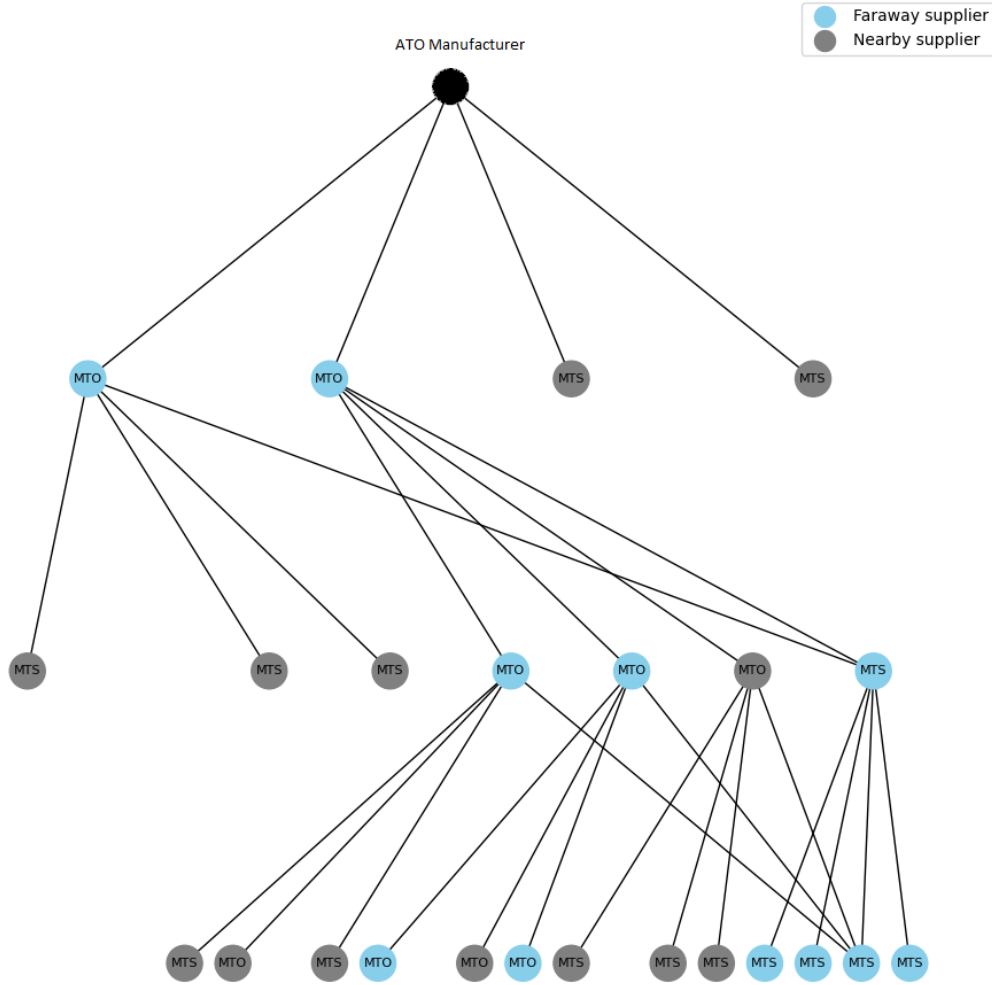 Faraway supplier
Nearby supplier
ATO Manufacturer
MTO MTO MTS MTS
MTS MTS MTS MTO MTO MTO MTS
MTS MTO MTS MTO MTO MTO MTS MTS MTS MTS MTS MTS MTS